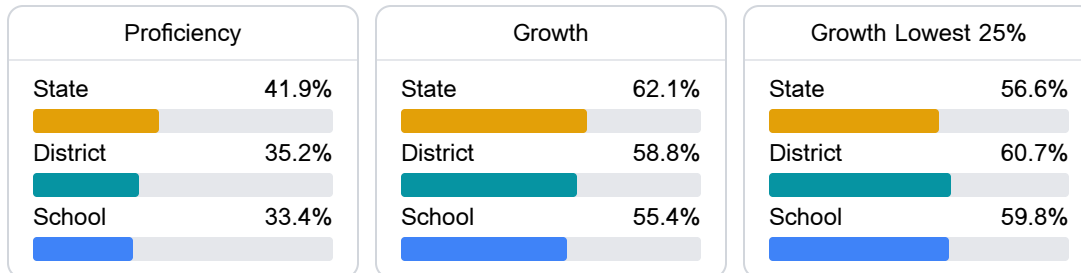 Proficiency
State 41.9%
District 35.2%
School 33.4%
Growth
State 62.1%
District 58.8%
School 55.4%
Growth Lowest 25%
State 56.6%
District 60.7%
School 59.8%